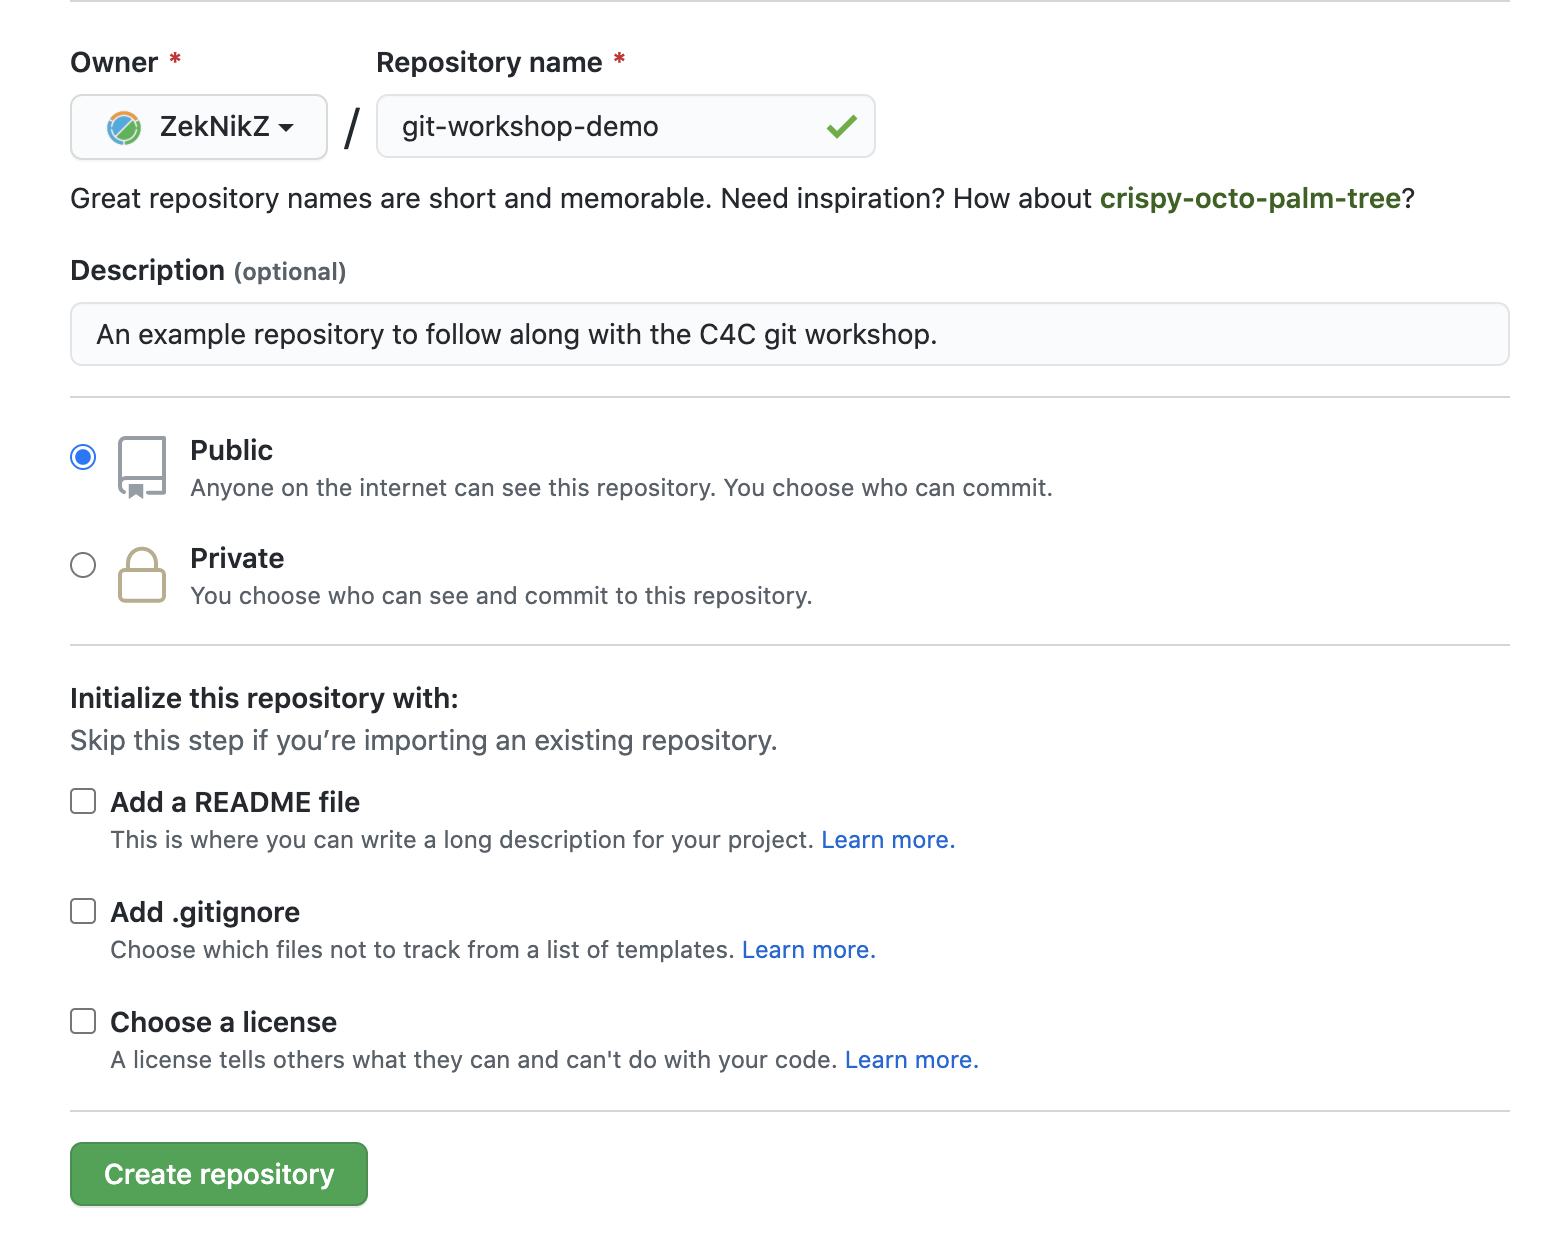 Owner * Repository name *
ZekNikZ / git-workshop-demo
Great repository names are short and memorable. Need inspiration? How about crispy-octo-palm-tree?
Description (optional)
An example repository to follow along with the C4C git workshop.
Public
Anyone on the internet can see this repository. You choose who can commit.
Private
You choose who can see and commit to this repository.
Initialize this repository with:
Skip this step if you’re importing an existing repository.
Add a README file
This is where you can write a long description for your project. Learn more.
Add .gitignore
Choose which files not to track from a list of templates. Learn more.
Choose a license
A license tells others what they can and can't do with your code. Learn more.
Create repository